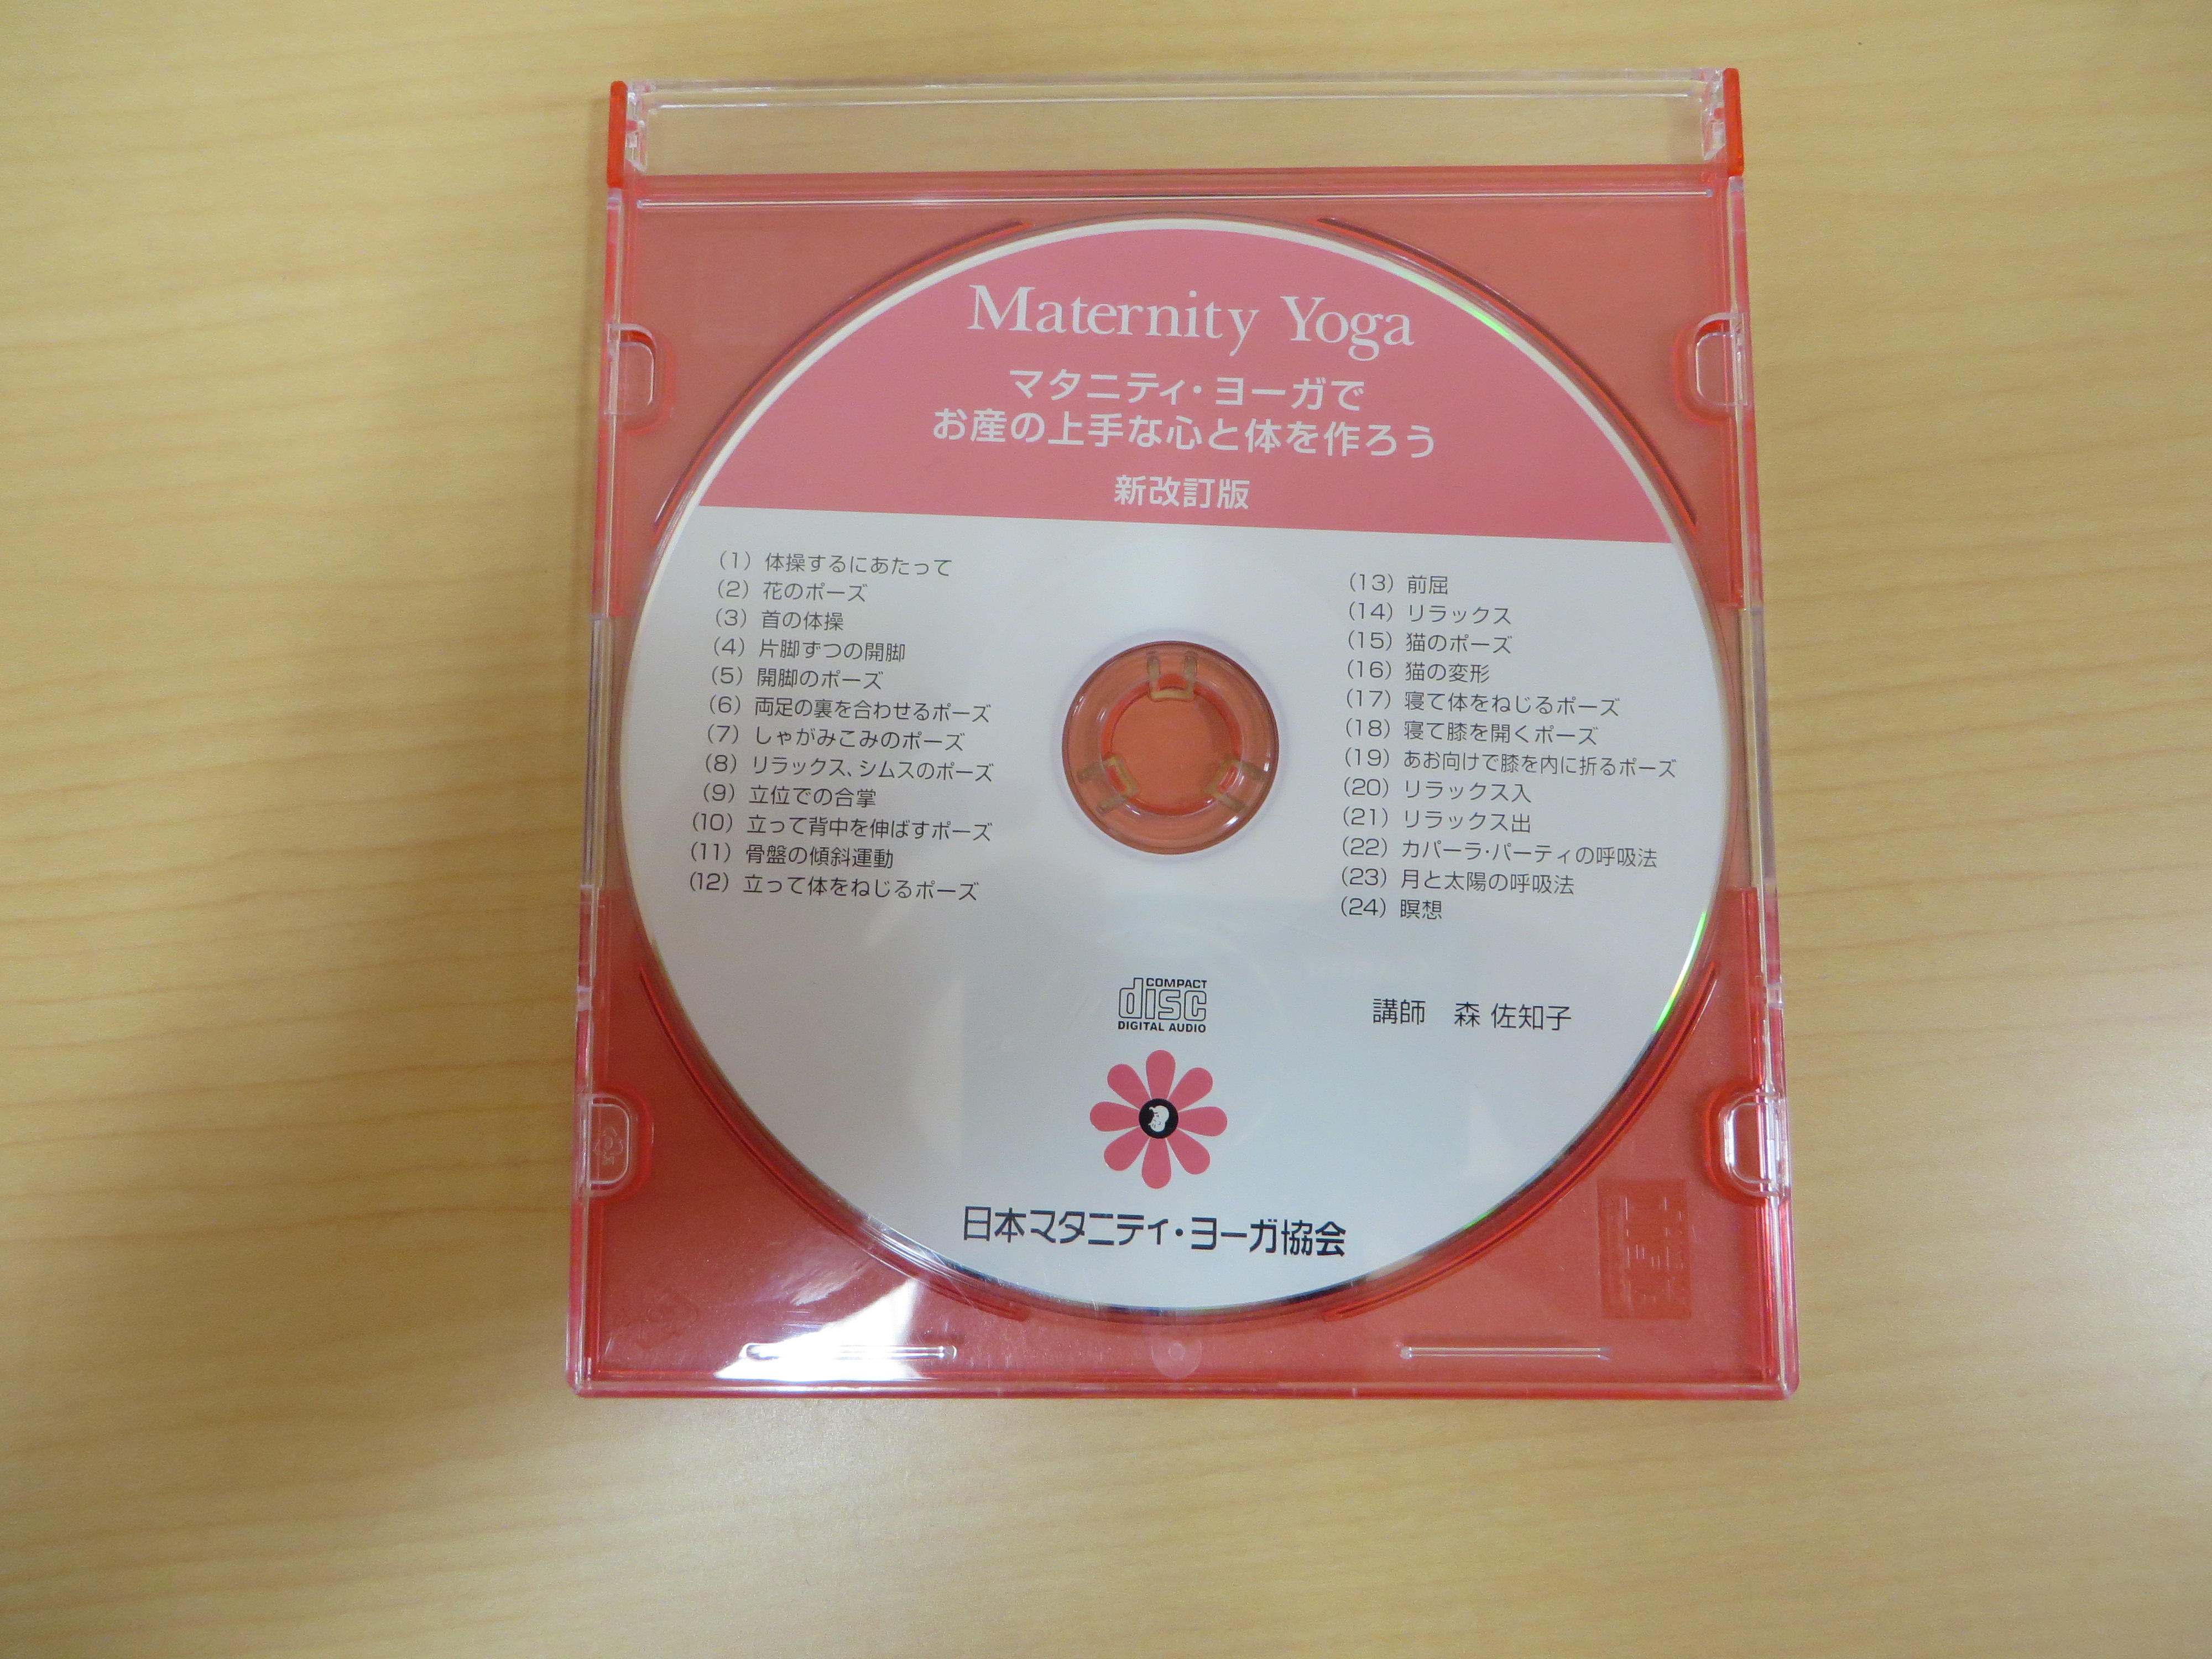 Maternity Yoga
マタニティ・ヨーガで
お産の上手な心と体を作ろう
新改訂版
(1) 体操するにあたって
(2) 花のポーズ
(3) 首の体操
(4) 片脚ずつの開脚
(5) 開脚のポーズ
(6) 両足の裏を合わせるポーズ
(7) しゃがみこみのポーズ
(8) リラックス、シムスのポーズ
(9) 立位での合掌
(10) 立って背中を伸ばすポーズ
(11) 骨盤の傾斜運動
(12) 立って体をねじるポーズ
(13) 前屈
(14) リラックス
(15) 猫のポーズ
(16) 猫の変形
(17) 寝て体をねじるポーズ
(18) 寝て膝を開くポーズ
(19) あお向けで膝を内に折るポーズ
(20) リラックス入
(21) リラックス出
(22) カパーラ・パーティの呼吸法
(23) 月と太陽の呼吸法
(24) 瞑想
COMPACT
disc
DIGITAL AUDIO
講師 森 佐知子
日本マタニティ・ヨーガ協会